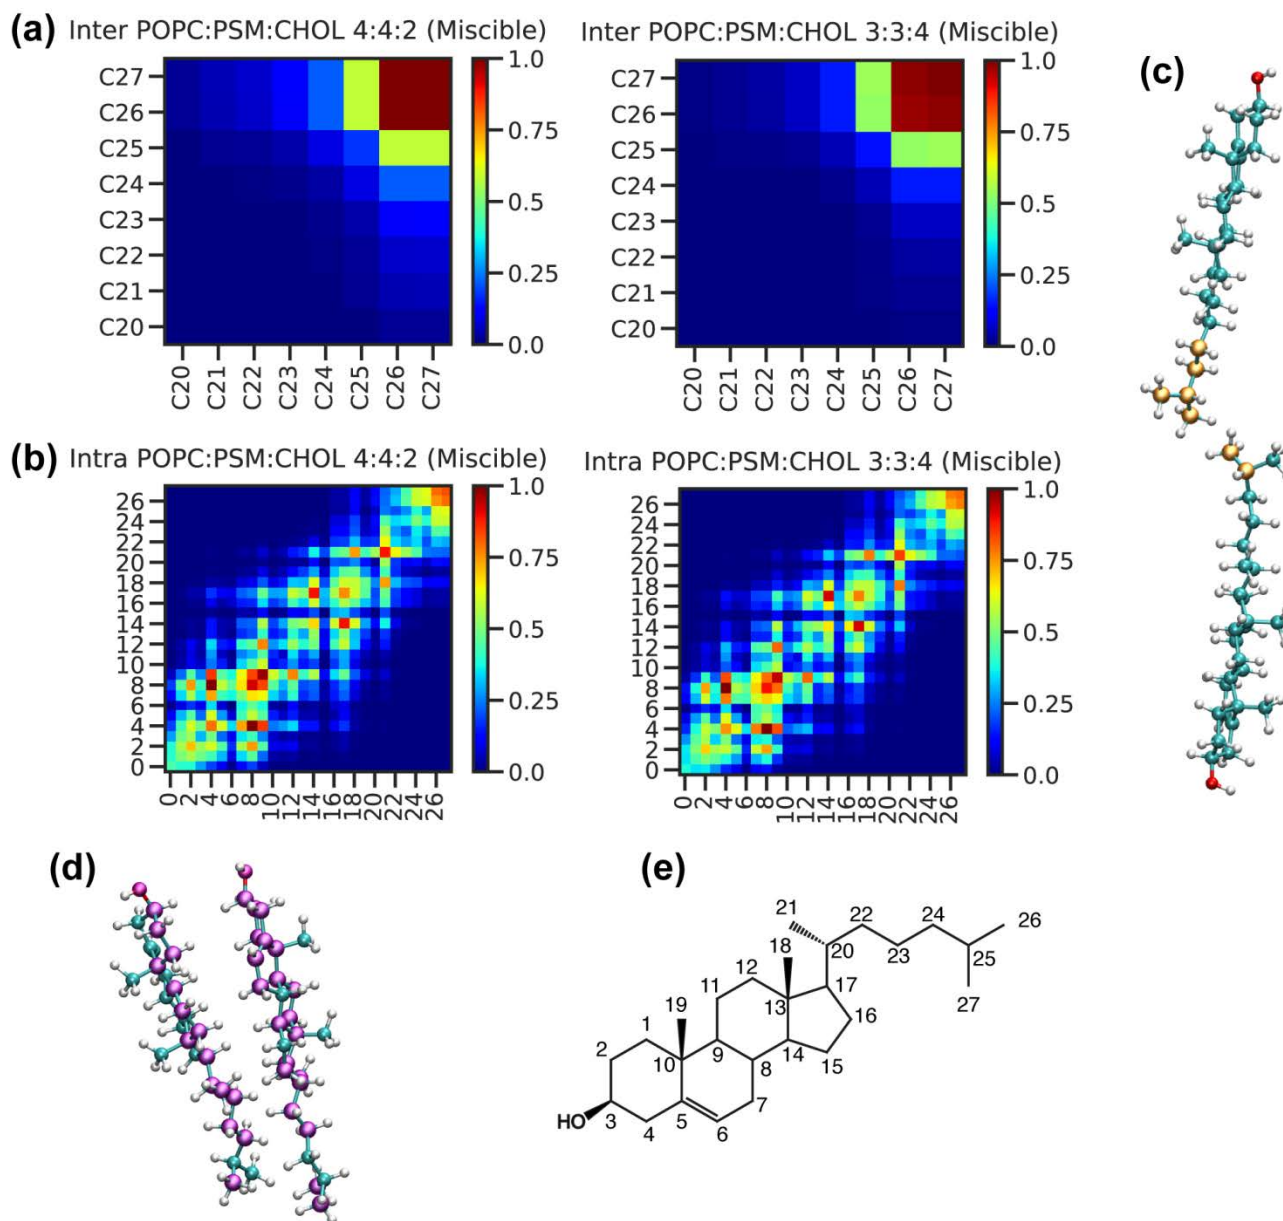 (a) Inter POPC:PSM:CHOL 4:4:2 (Miscible)
C27
C26
C25
C24
C23
C22
C21
C20
C20 C21 C22 C23 C24 C25 C26 C27
1.0
0.75
0.5
0.25
0.0
Inter POPC:PSM:CHOL 3:3:4 (Miscible)
C27
C26
C25
C24
C23
C22
C21
C20
C20 C21 C22 C23 C24 C25 C26 C27
1.0
0.75
0.5
0.25
0.0
(c)
(b) Intra POPC:PSM:CHOL 4:4:2 (Miscible)
26
24
22
20
18
16
14
12
10
8
6
4
2
0
0 2 4 6 8 10 12 14 16 18 20 22 24 26
1.0
0.75
0.5
0.25
0.0
Intra POPC:PSM:CHOL 3:3:4 (Miscible)
26
24
22
20
18
16
14
12
10
8
6
4
2
0
0 2 4 6 8 10 12 14 16 18 20 22 24 26
1.0
0.75
0.5
0.25
0.0
(d)
(e)
21 22 24 26
18 20 23 25
12 17 27
11 13 16
19
1 14 15
2 9 8
10
3 5 7
HO 4 6